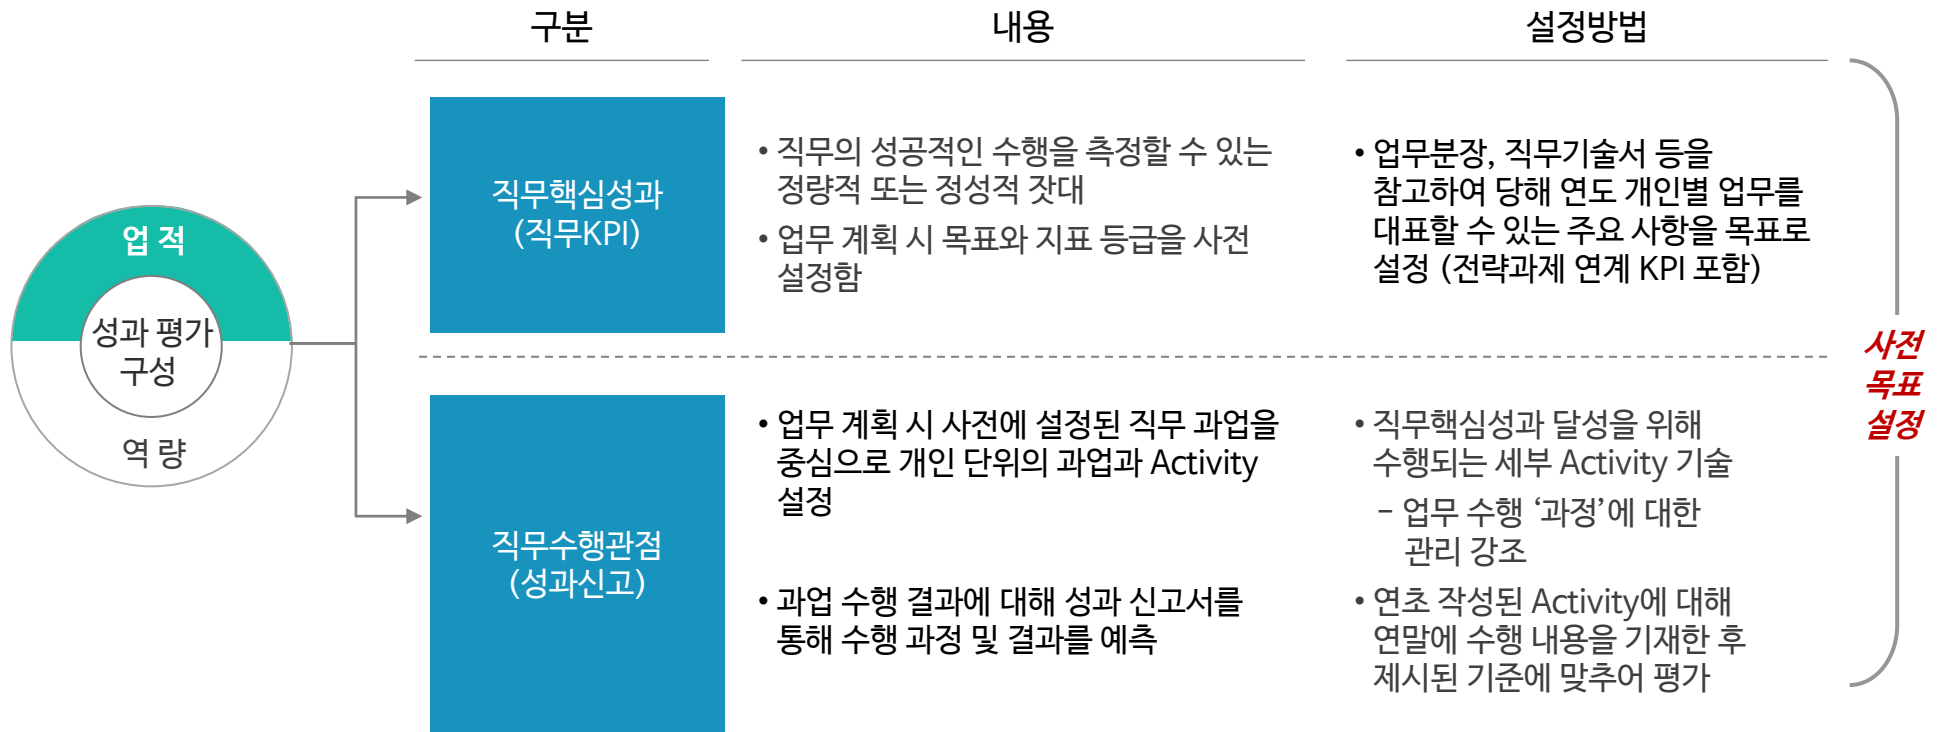 구분
내용
설정방법
업 적
성과 평가
구성
역 량
직무핵심성과
(직무KPI)
• 직무의 성공적인 수행을 측정할 수 있는
정량적 또는 정성적 잣대
• 업무 계획 시 목표와 지표 등급을 사전
설정함
• 업무분장, 직무기술서 등을
참고하여 당해 연도 개인별 업무를
대표할 수 있는 주요 사항을 목표로
설정 (전략과제 연계 KPI 포함)
직무수행관점
(성과신고)
• 업무 계획 시 사전에 설정된 직무 과업을
중심으로 개인 단위의 과업과 Activity
설정
• 과업 수행 결과에 대해 성과 신고서를
통해 수행 과정 및 결과를 예측
• 직무핵심성과 달성을 위해
수행되는 세부 Activity 기술
– 업무 수행 ‘과정’에 대한
관리 강조
• 연초 작성된 Activity에 대해
연말에 수행 내용을 기재한 후
제시된 기준에 맞추어 평가
사전
목표
설정